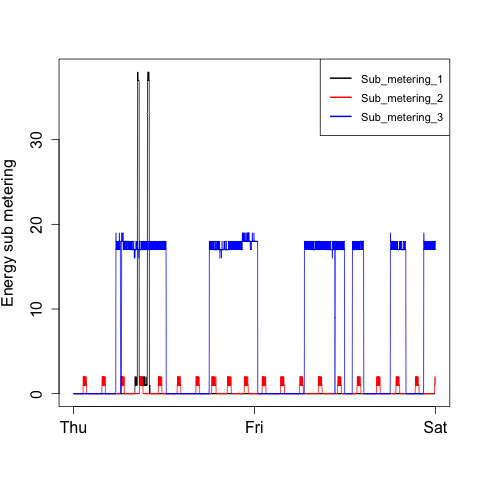 Sub_metering_1
Sub_metering_2
Sub_metering_3
Energy sub metering
30
20
10
0
Thu Fri Sat